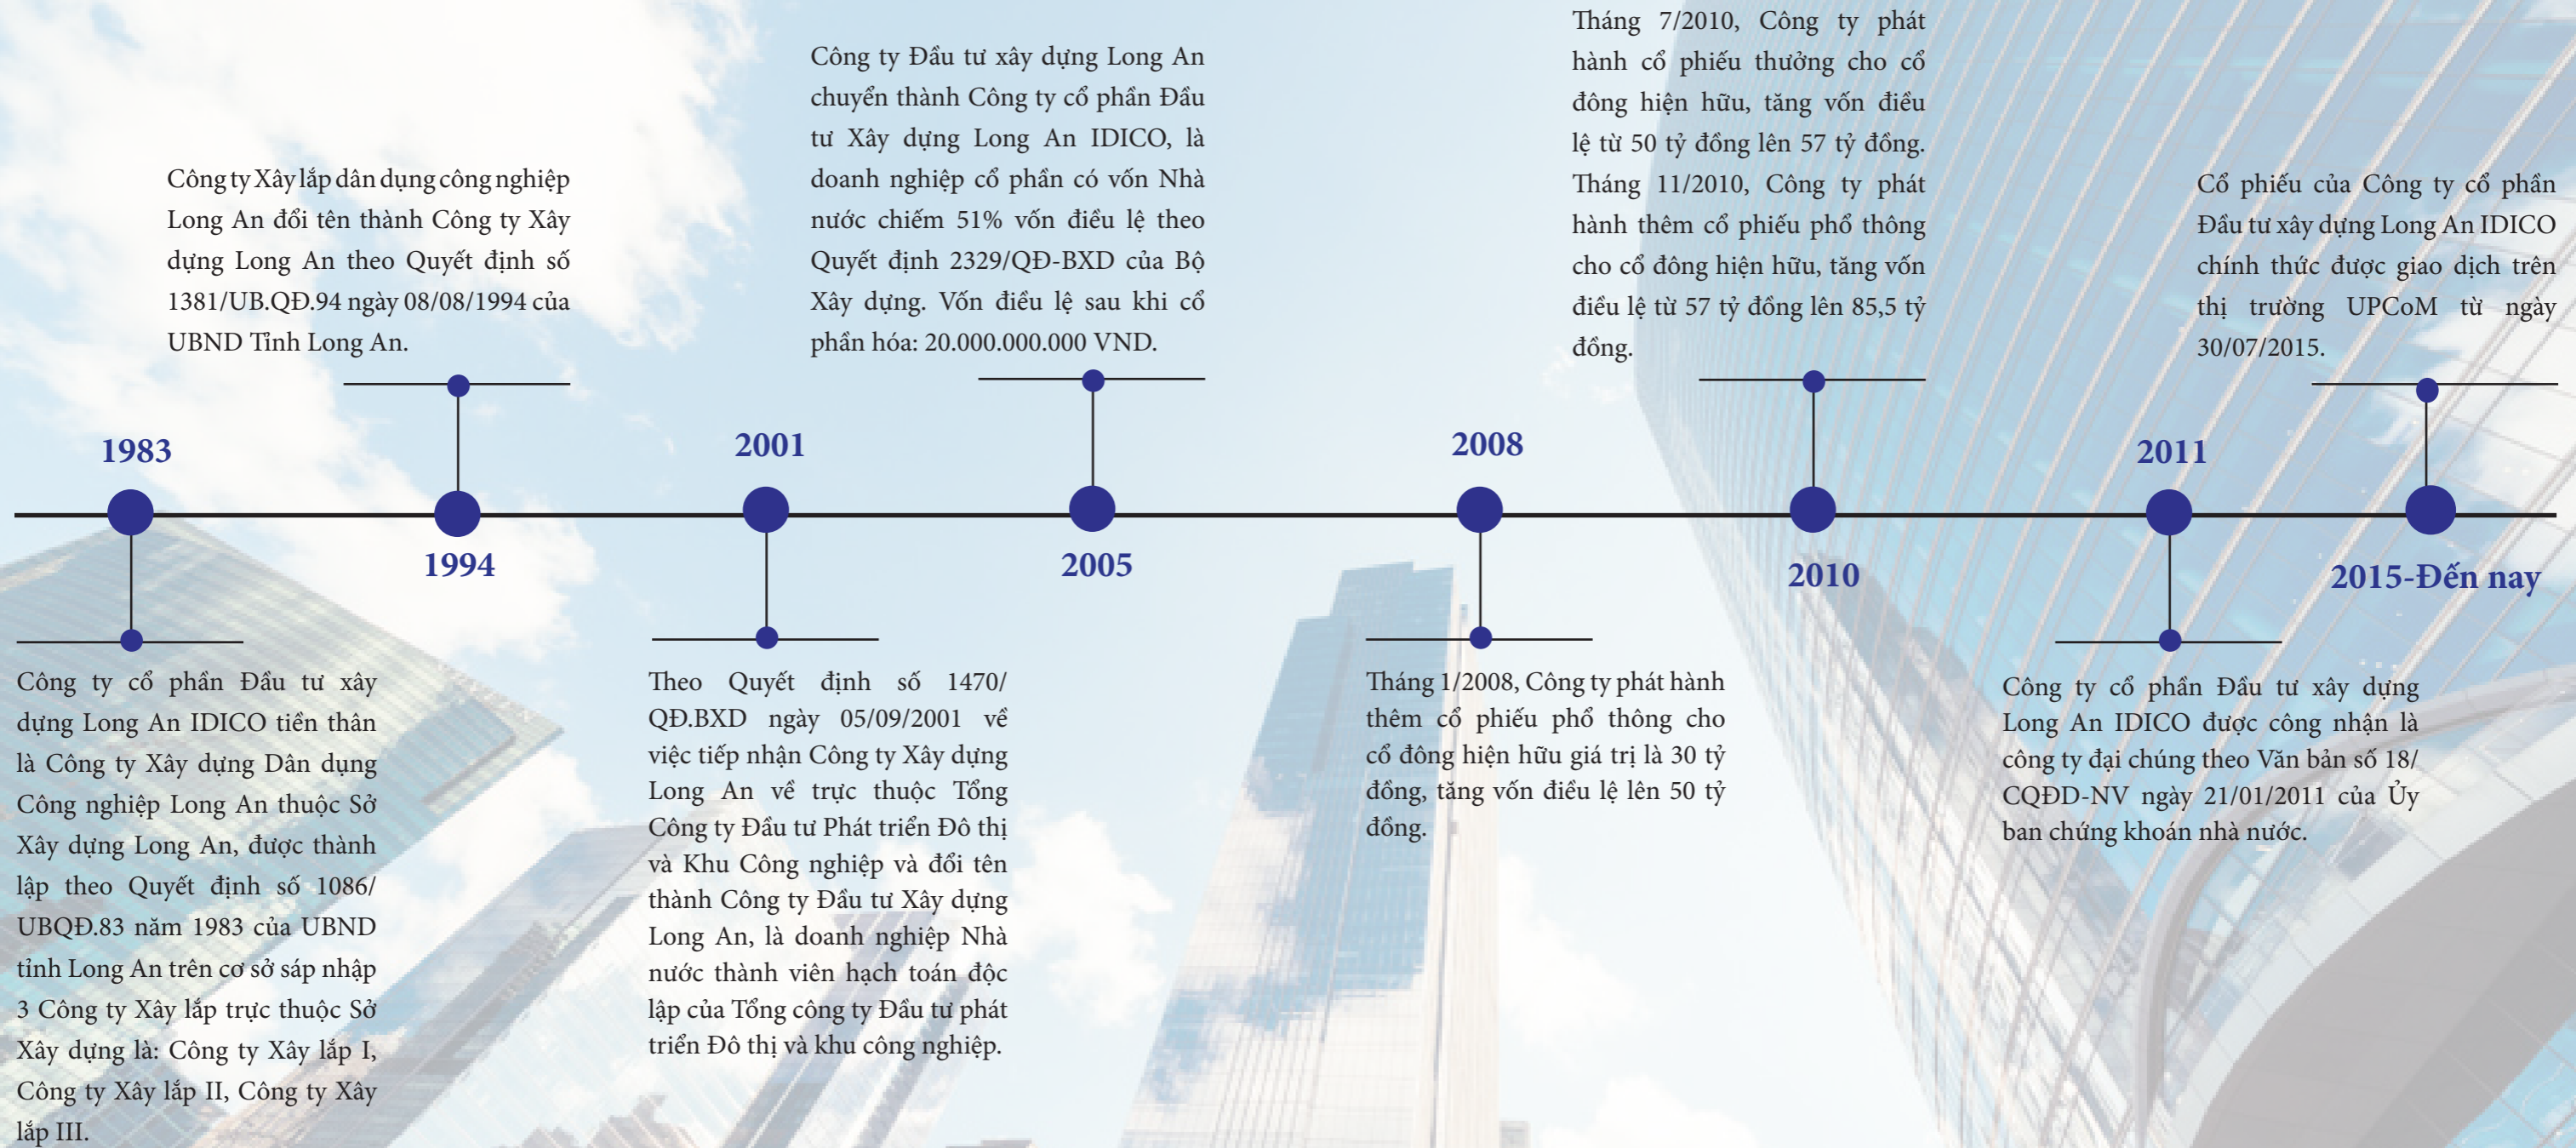 1983
Công ty cổ phần Đầu tư xây
dựng Long An IDICO tiền thân
là Công ty Xây dựng Dân dụng
Công nghiệp Long An thuộc Sở
Xây dựng Long An, được thành
lập theo Quyết định số 1086/
UBQĐ.83 năm 1983 của UBND
tỉnh Long An trên cơ sở sáp nhập
3 Công ty Xây lắp trực thuộc Sở
Xây dựng là: Công ty Xây lắp I,
Công ty Xây lắp II, Công ty Xây
lắp III.
Công ty Xây lắp dân dụng công nghiệp
Long An đổi tên thành Công ty Xây
dựng Long An theo Quyết định số
1381/UB.QĐ.94 ngày 08/08/1994 của
UBND Tỉnh Long An.
1994
2001
Theo Quyết định số 1470/
QĐ.BXD ngày 05/09/2001 về
việc tiếp nhận Công ty Xây dựng
Long An về trực thuộc Tổng
Công ty Đầu tư Phát triển Đô thị
và Khu Công nghiệp và đổi tên
thành Công ty Đầu tư Xây dựng
Long An, là doanh nghiệp Nhà
nước thành viên hạch toán độc
lập của Tổng công ty Đầu tư phát
triển Đô thị và khu công nghiệp.
Công ty Đầu tư xây dựng Long An
chuyển thành Công ty cổ phần Đầu
tư Xây dựng Long An IDICO, là
doanh nghiệp cổ phần có vốn Nhà
nước chiếm 51% vốn điều lệ theo
Quyết định 2329/QĐ-BXD của Bộ
Xây dựng. Vốn điều lệ sau khi cổ
phần hóa: 20.000.000.000 VND.
2005
2008
Tháng 1/2008, Công ty phát hành
thêm cổ phiếu phổ thông cho
cổ đông hiện hữu giá trị là 30 tỷ
đồng, tăng vốn điều lệ lên 50 tỷ
đồng.
Tháng 7/2010, Công ty phát
hành cổ phiếu thưởng cho cổ
đông hiện hữu, tăng vốn điều
lệ từ 50 tỷ đồng lên 57 tỷ đồng.
Tháng 11/2010, Công ty phát
hành thêm cổ phiếu phổ thông
cho cổ đông hiện hữu, tăng vốn
điều lệ từ 57 tỷ đồng lên 85,5 tỷ
đồng.
2010
2011
Công ty cổ phần Đầu tư xây dựng
Long An IDICO được công nhận là
công ty đại chúng theo Văn bản số 18/
CQĐD-NV ngày 21/01/2011 của Ủy
ban chứng khoán nhà nước.
Cổ phiếu của Công ty cổ phần
Đầu tư xây dựng Long An IDICO
chính thức được giao dịch trên
thị trường UPCoM từ ngày
30/07/2015.
2015-Đến nay